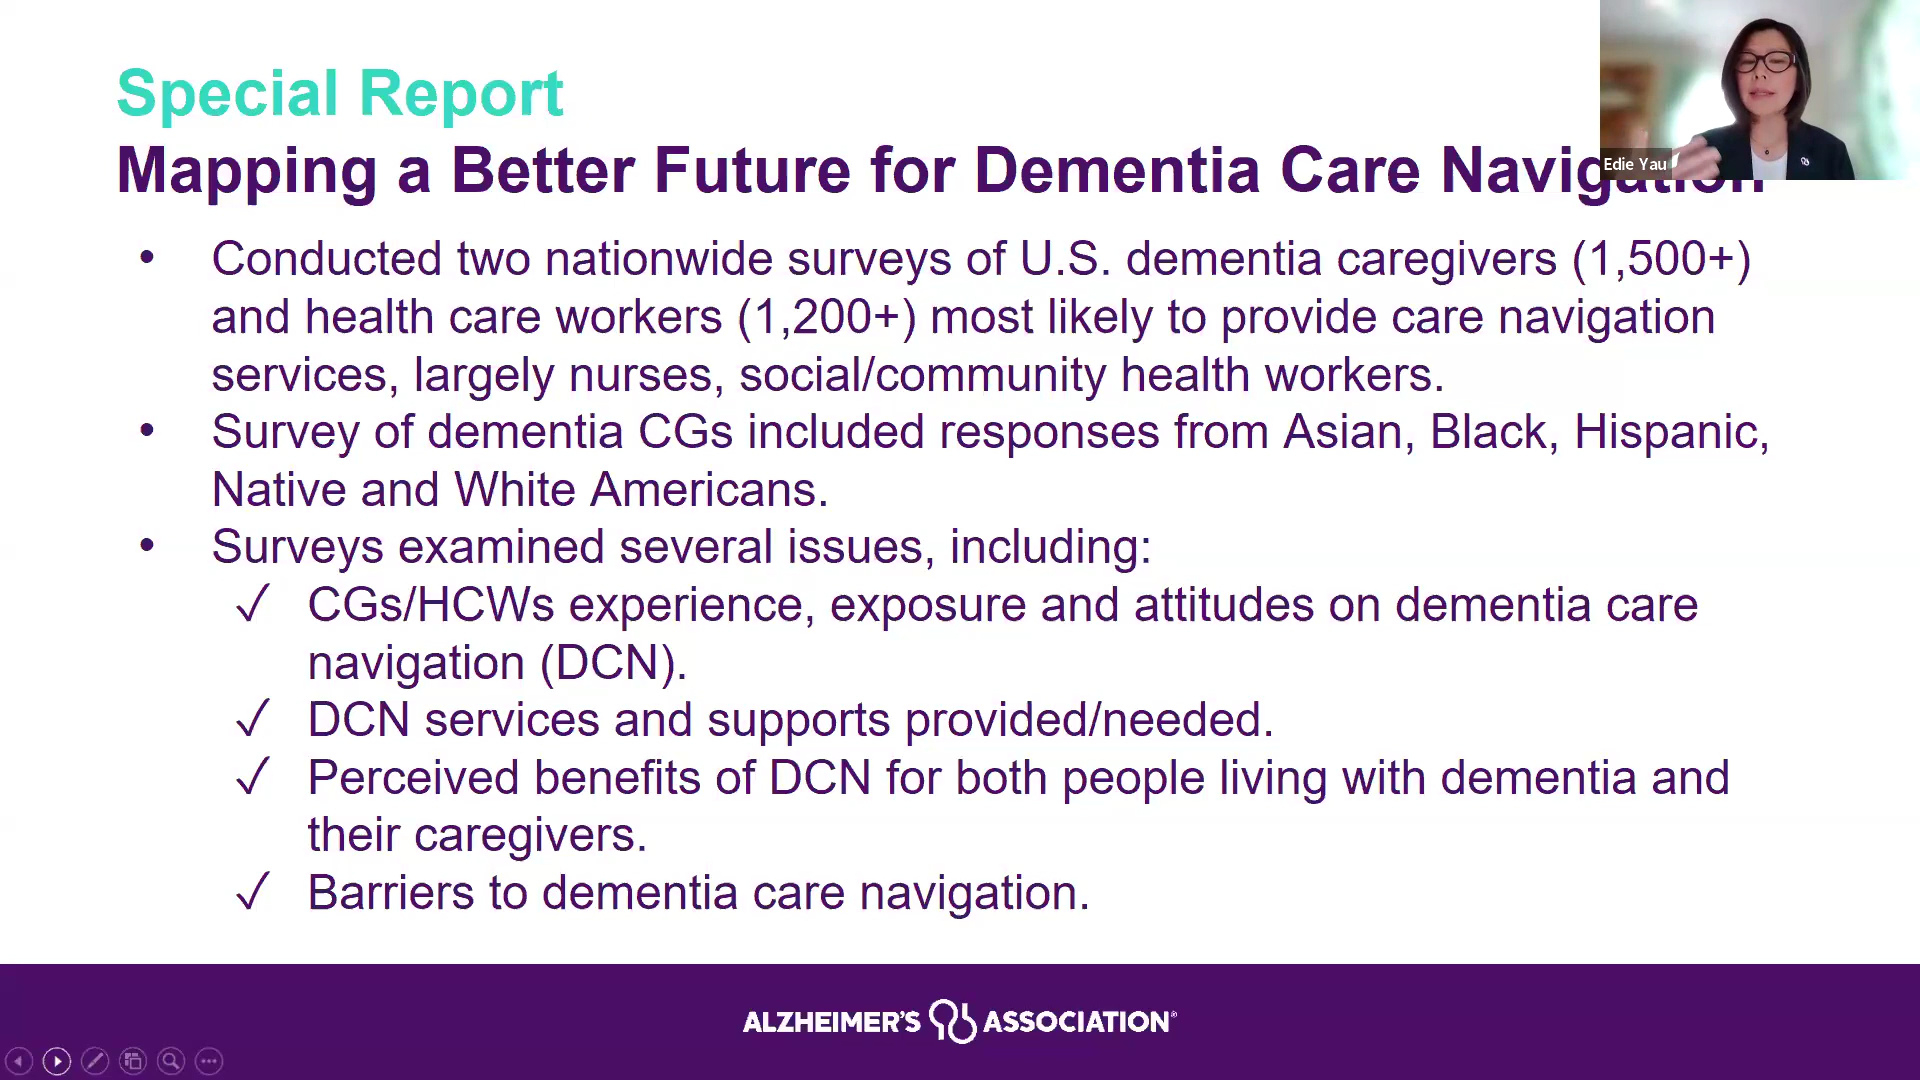 Special Report
Mapping a Better Future for Dementia Care Navigation
Edie Yau
• Conducted two nationwide surveys of U.S. dementia caregivers (1,500+)
and health care workers (1,200+) most likely to provide care navigation
services, largely nurses, social/community health workers.
• Survey of dementia CGs included responses from Asian, Black, Hispanic,
Native and White Americans.
• Surveys examined several issues, including:
✓ CGs/HCWs experience, exposure and attitudes on dementia care
navigation (DCN).
✓ DCN services and supports provided/needed.
✓ Perceived benefits of DCN for both people living with dementia and
their caregivers.
✓ Barriers to dementia care navigation.
ALZHEIMER'S ASSOCIATION®